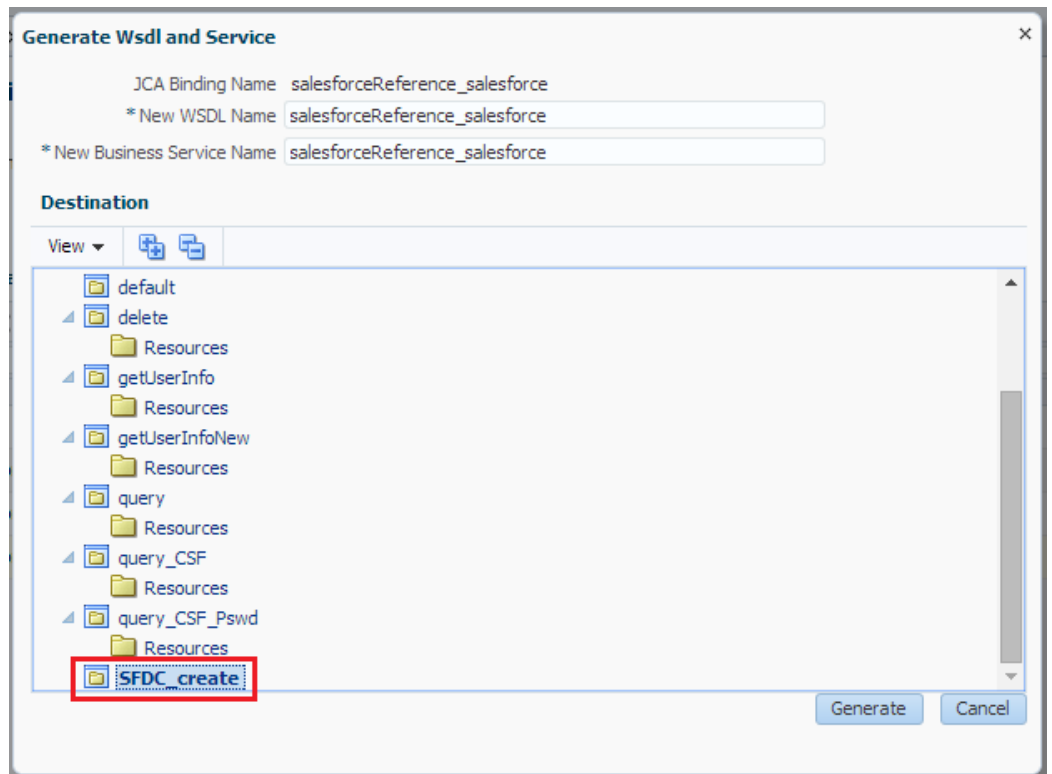 Generate Wsdl and Service
JCA Binding Name salesforceReference_salesforce
* New WSDL Name salesforceReference_salesforce
* New Business Service Name salesforceReference_salesforce
Destination
View
default
delete
Resources
getUserInfo
Resources
getUserInfoNew
Resources
query
Resources
query_CSF
Resources
query_CSF_Pswd
Resources
SFDC_create
Generate Cancel